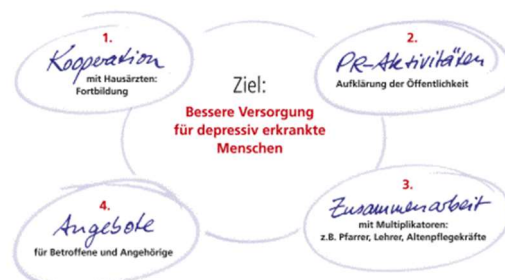 1.
Kooperation
mit Hausärzten:
Fortbildung
2.
PR-Aktivitäten
Aufklärung der Öffentlichkeit
Ziel:
Bessere Versorgung
für depressiv erkrankte
Menschen
3.
Zusammenarbeit
mit Multiplikatoren:
z.B. Pfarrer, Lehrer, Altenpflegekräfte
4.
Angebote
für Betroffene und Angehörige